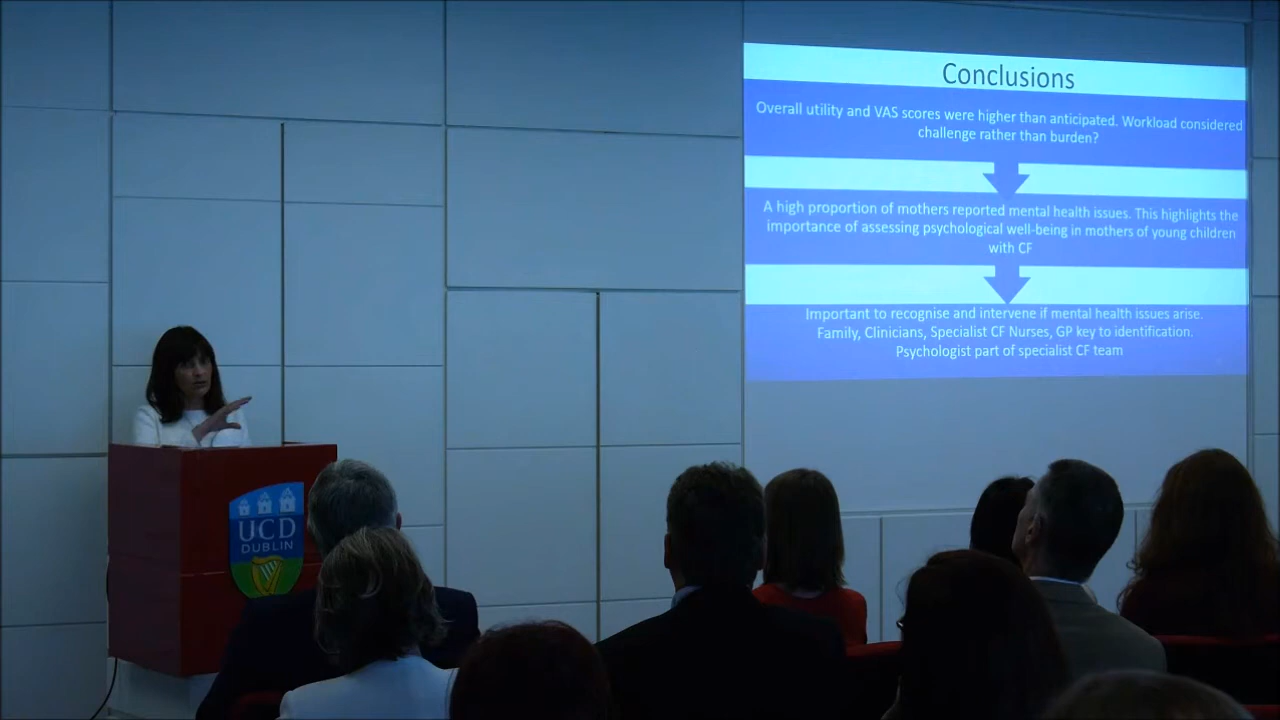 Conclusions
Overall utility and VAS scores were higher than anticipated. Workload considered
challenge rather than burden?
A high proportion of mothers reported mental health issues. This highlights the
importance of assessing psychological well-being in mothers of young children
with CF
Important to recognise and intervene if mental health issues arise.
Family, Clinicians, Specialist CF Nurses, GP key to identification.
Psychologist part of specialist CF team
UCD
DUBLIN